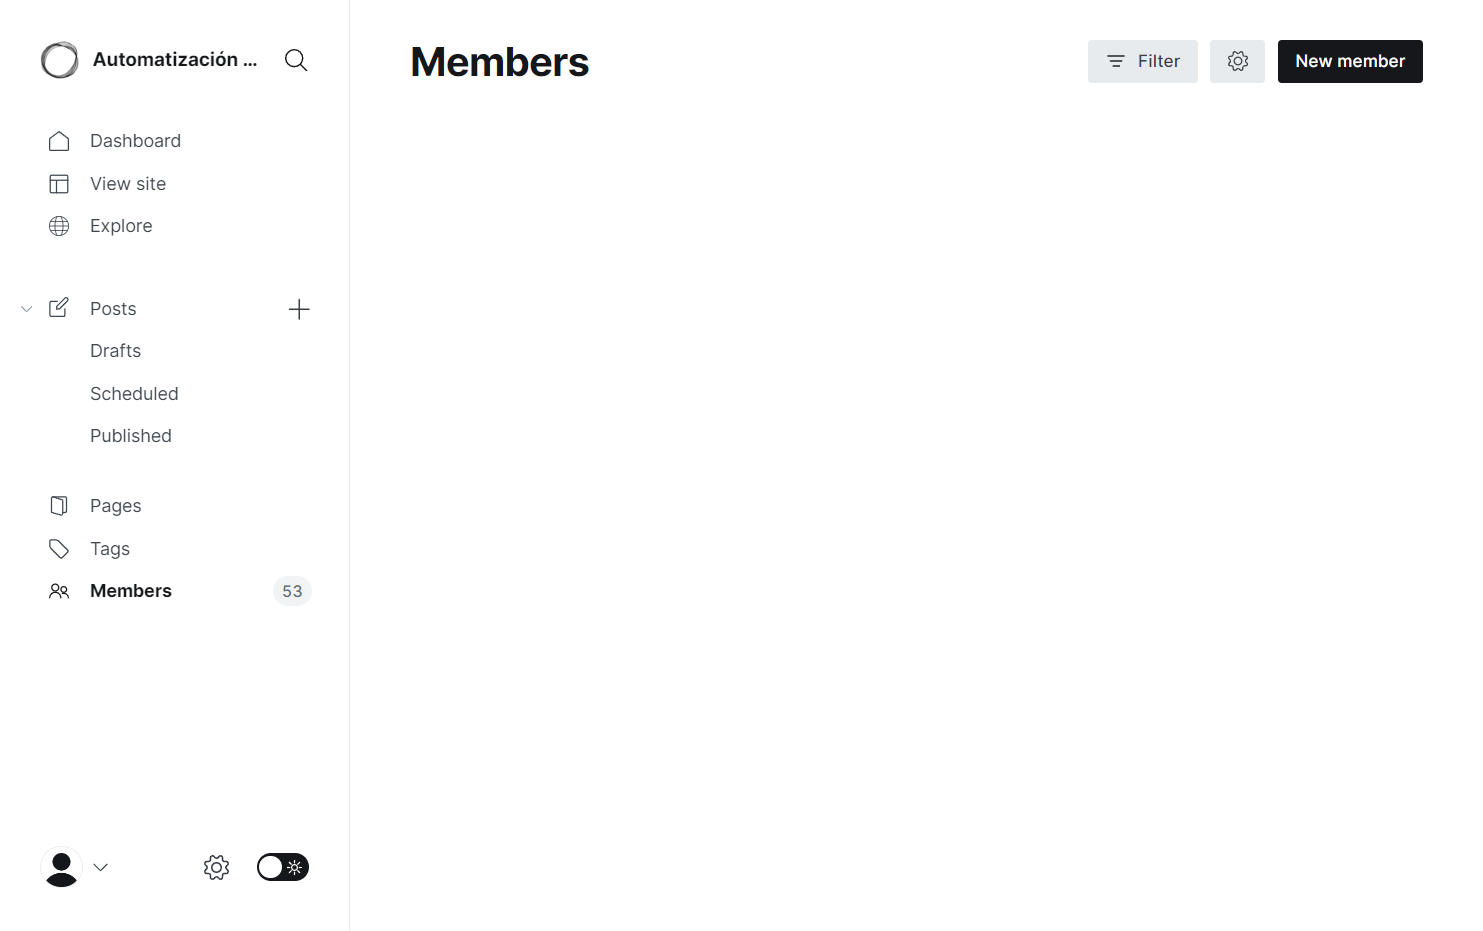 Automatización ...
Dashboard
View site
Explore
Posts
Drafts
Scheduled
Published
Pages
Tags
Members
53
Members
Filter
New member